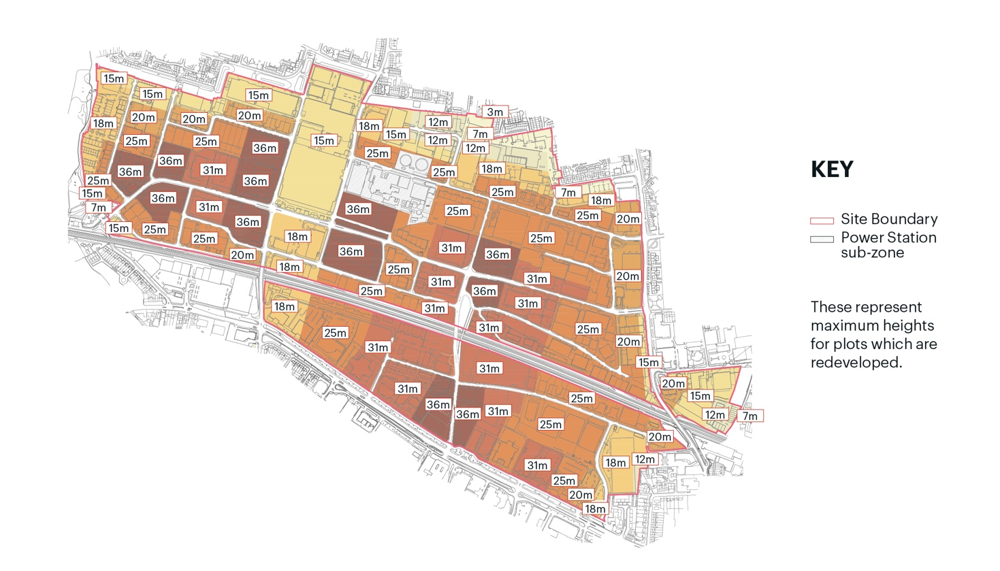 15m
15m
15m
3m
20m
20m
20m
12m
18m
18m
15m
7m
25m
25m
15m
12m
12m
36m
25m
36m
36m
31m
18m
25m
25m
36m
15m
25m
7m
7m
36m
31m
36m
25m
18m
36m
25m
20m
15m
25m
25m
18m
25m
36m
31m
36m
20m
18m
25m
31m
31m
20m
25m
36m
31m
18m
31m
25m
31m
25m
20m
31m
15m
31m
25m
20m
31m
15m
36m
36m
31m
12m
7m
25m
20m
31m
18m
12m
25m
20m
18m
KEY
Site Boundary
Power Station
sub-zone
These represent
maximum heights
for plots which are
redeveloped.